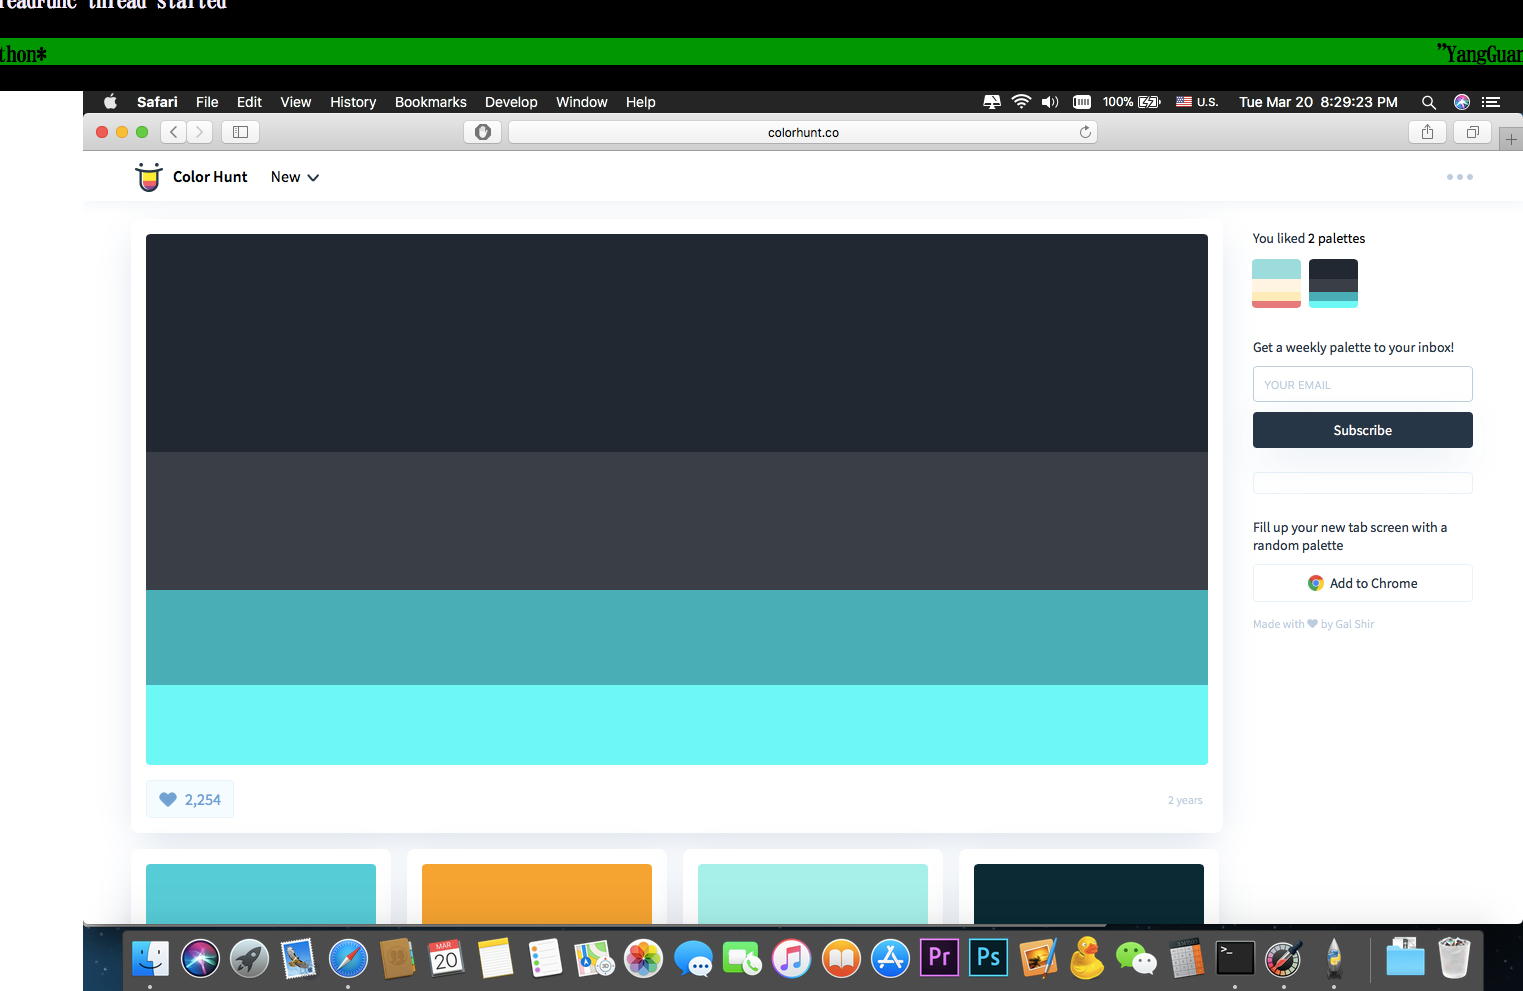 readFunc thread started
thon*
"YangGuan
Safari File Edit View History Bookmarks Develop Window Help 100% U.S. Tue Mar 20 8:29:23 PM
colorhunt.co
Color Hunt New
You liked 2 palettes
Get a weekly palette to your inbox!
YOUR EMAIL
Subscribe
Fill up your new tab screen with a
random palette
Add to Chrome
Made with by Gal Shir
2,254
2 years
MAR
20
Pr
Ps
>_